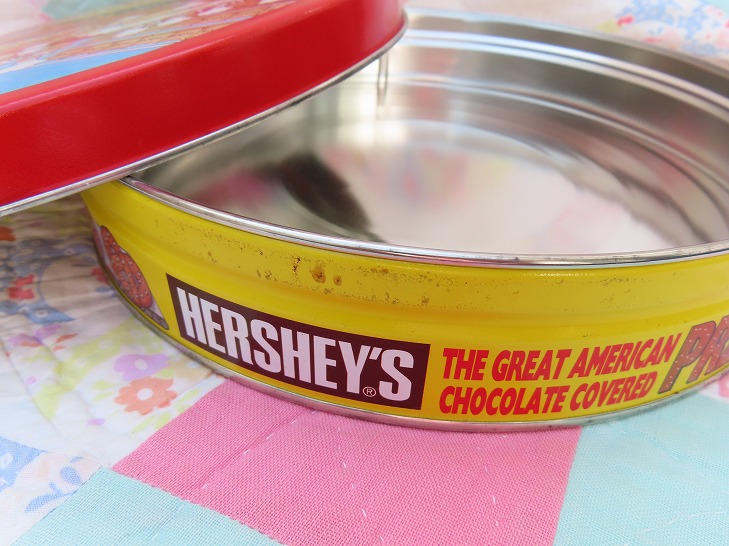 HERSHEY'S®
THE GREAT AMERICAN
CHOCOLATE COVERED